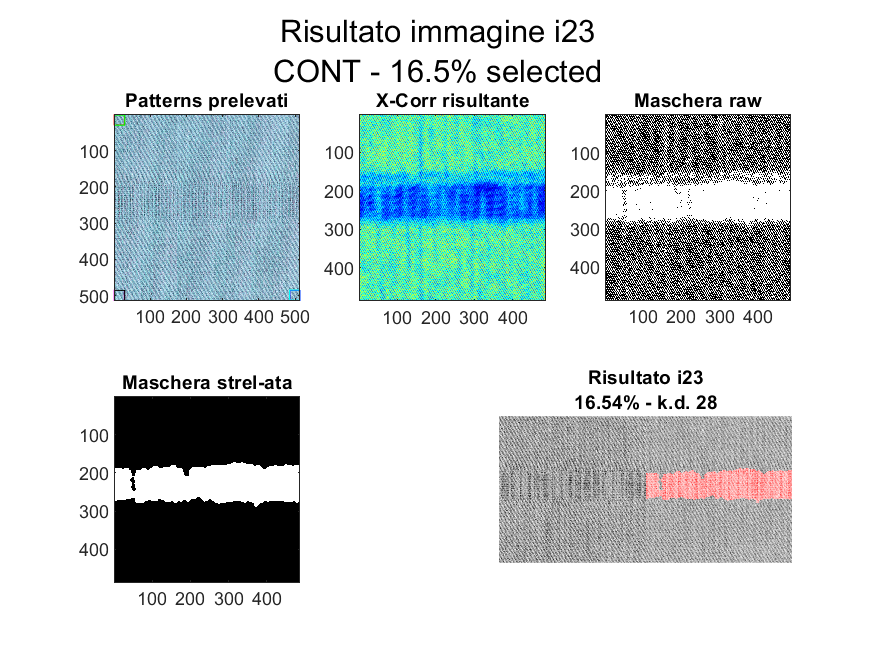 Risultato immagine i23
CONT - 16.5% selected
Patterns prelevati
100
200
300
400
500
100 200 300 400 500
X-Corr risultante
100
200
300
400
100 200 300 400
Maschera raw
100
200
300
400
100 200 300 400
Maschera strel-ata
100
200
300
400
100 200 300 400
Risultato i23
16.54% - k.d. 28